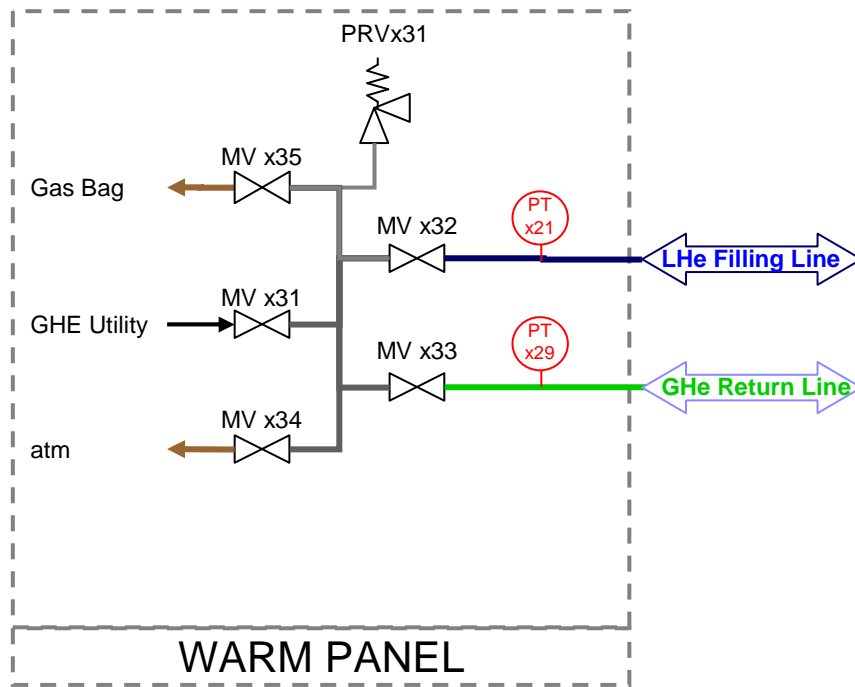 PRVx31
MV x35
Gas Bag
MV x32
PT
x21
LHe Filling Line
MV x31
GHE Utility
MV x33
PT
x29
GHe Return Line
MV x34
atm
WARM PANEL